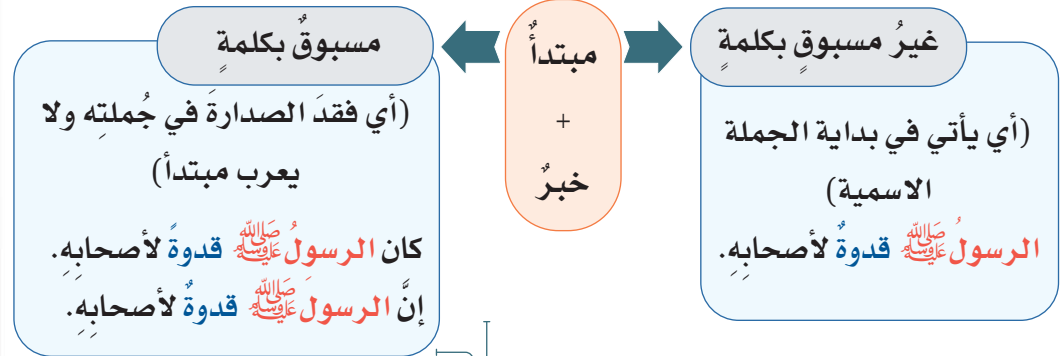 غيرُ مسبوقٍ بكلمةٍ
(أي يأتي في بداية الجملة
الاسمية)
الرسولُ ﷺ قدوةٌ لأصحابِهِ.
مبتدأٌ
+
خبرٌ
مسبوقٌ بكلمةٍ
(أي فقدَ الصدارةَ في جُملتِه ولا
يعرب مبتدأ)
كان الرسولُ ﷺ قدوةً لأصحابِهِ.
إنَّ الرسولَ ﷺ قدوةٌ لأصحابِهِ.